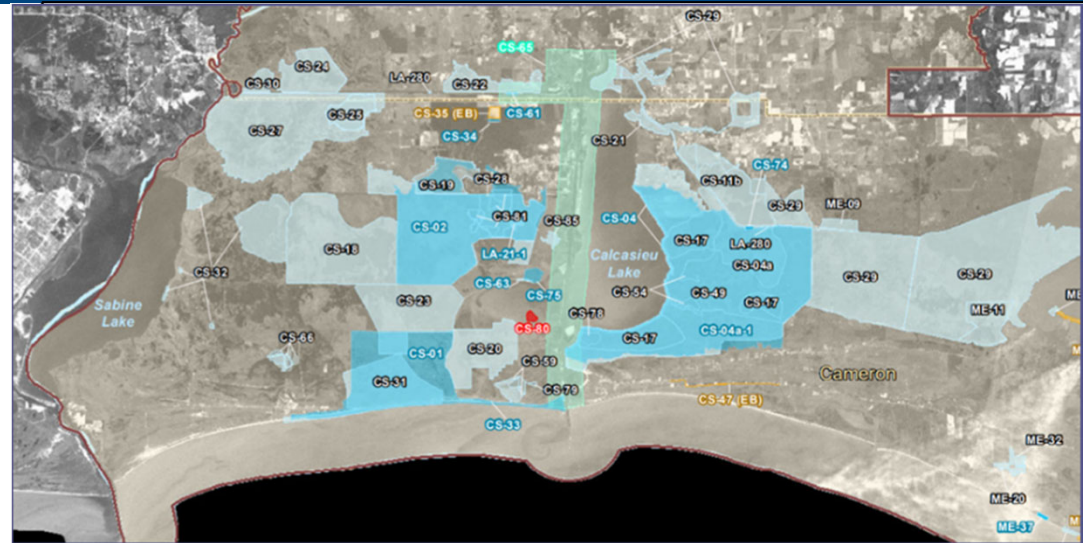 CS-29
CS-65
CS-24
CS-30
LA-280
CS-22
CS-25
CS-35 (EB)
CS-61
CS-27
CS-34
CS-21
CS-11b
CS-74
CS-28
CS-19
CS-29
ME-09
CS-81
CS-85
CS-04
CS-02
CS-17
LA-280
CS-18
LA-21-1
Calcasieu
Lake
CS-04a
CS-32
CS-63
CS-75
CS-54
CS-49
CS-17
CS-29
CS-29
CS-23
Sabine
Lake
ME-11
CS-80
CS-78
CS-66
CS-17
CS-04a-1
CS-01
CS-20
CS-59
CS-31
CS-79
Cameron
CS-47 (EB)
CS-33
ME-32
ME-20
ME-37